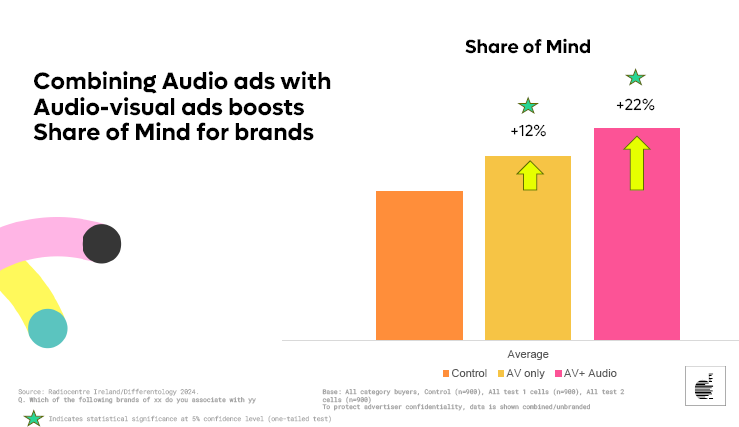 Share of Mind
Combining Audio ads with
Audio-visual ads boosts
Share of Mind for brands
+12%
+22%
Average
Control
AV only
AV+ Audio
Source: Radiocentre Ireland/Differentology 2024.
Q. Which of the following brands of xx do you associate with yy
Indicates statistical significance at 5% confidence level (one-tailed test)
Base: All category buyers, Control (n=900), All test 1 cells (n=900), All test 2
cells (n=900)
To protect advertiser confidentiality, data is shown combined/unbranded